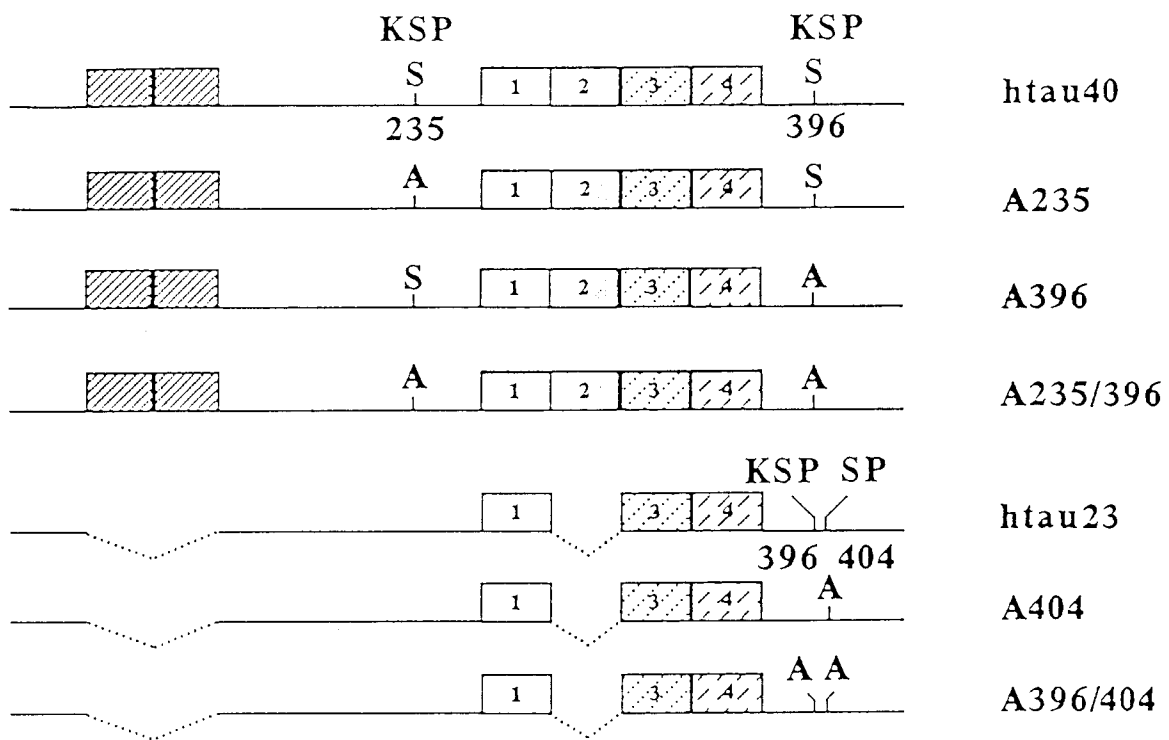 KSP KSP
S 1 2 3 4 S htau40
235 396
A 1 2 3 4 S A235
S 1 2 3 4 A A396
A 1 2 3 4 A A235/396
KSP SP
1 3 4 htau23
396 404
A
1 3 4 A404
A A
1 3 4 A396/404